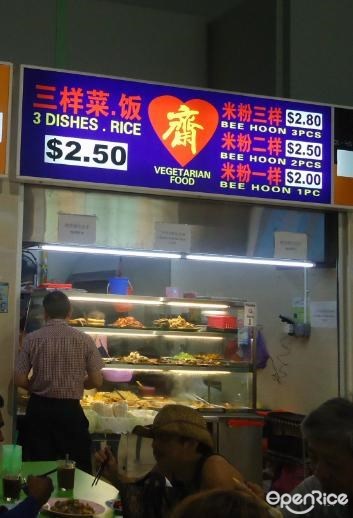 三样菜.饭
3 DISHES . RICE
$2.50
齋
VEGETARIAN
FOOD
米粉三样 $2.80
BEE HOON 3PCS
米粉二样 $2.50
BEE HOON 2PCS
米粉一样 $2.00
BEE HOON 1PC
OpenRice